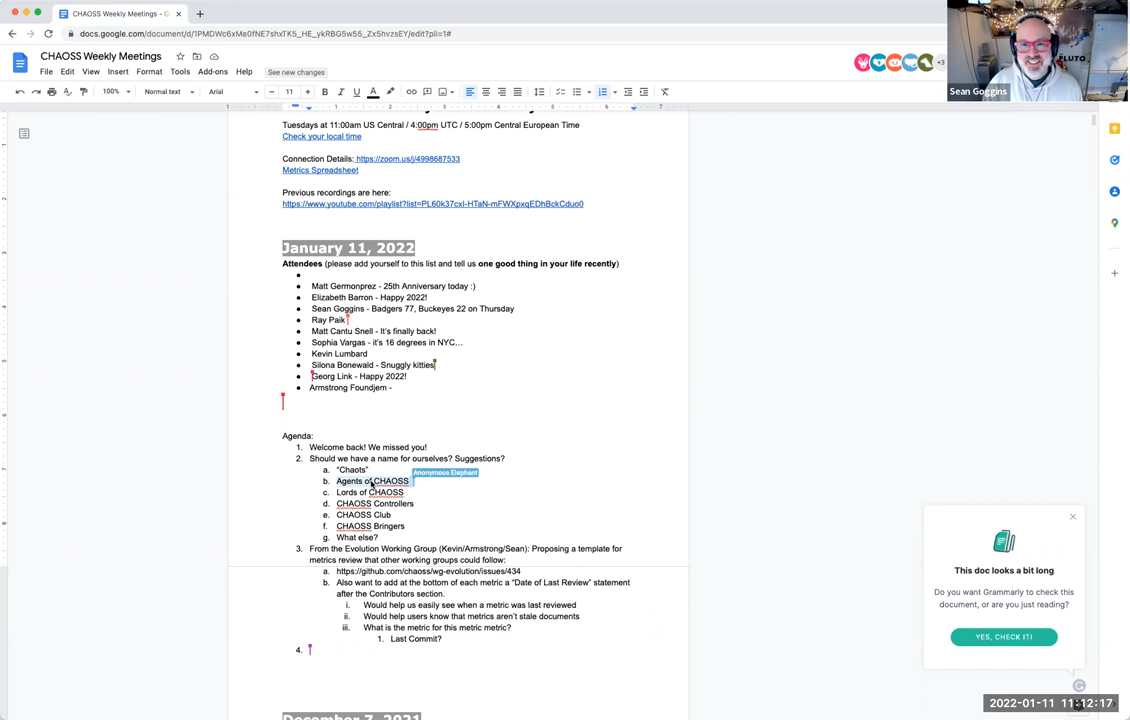 CHAOSS Weekly Meetings - Go
docs.google.com/document/d/1PMDWc6xMe0fNE7shxTK5_HE_ykRBG5w55_Zx5hvzsEY/edit?pli=1#
CHAOSS Weekly Meetings
File Edit View Insert Format Tools Add-ons Help See new changes
+3
100% Normal text Arial 11
PLUTO
Sean Goggins
Tuesdays at 11:00am US Central / 4:00pm UTC / 5:00pm Central European Time
Check your local time
Connection Details: https://zoom.us/j/4998687533
Metrics Spreadsheet
Previous recordings are here:
https://www.youtube.com/playlist?list=PL60k37cxI-HTaN-mFWXpxqEDhBckCduo0
January 11, 2022
Attendees (please add yourself to this list and tell us one good thing in your life recently)
Matt Germonprez - 25th Anniversary today :)
Elizabeth Barron - Happy 2022!
Sean Goggins - Badgers 77, Buckeyes 22 on Thursday
Ray Paik
Matt Cantu Snell - It's finally back!
Sophia Vargas - it's 16 degrees in NYC…
Kevin Lumbard
Silona Bonewald - Snuggly kitties
Georg Link - Happy 2022!
Armstrong Foundjem -
Agenda:
1. Welcome back! We missed you!
2. Should we have a name for ourselves? Suggestions?
a. "Chaots"
Anonymous Elephant
b. Agents of CHAOSS
c. Lords of CHAOSS
d. CHAOSS Controllers
e. CHAOSS Club
f. CHAOSS Bringers
g. What else?
3. From the Evolution Working Group (Kevin/Armstrong/Sean): Proposing a template for
metrics review that other working groups could follow:
a. https://github.com/chaoss/wg-evolution/issues/434
b. Also want to add at the bottom of each metric a "Date of Last Review" statement
after the Contributors section.
i. Would help us easily see when a metric was last reviewed
ii. Would help users know that metrics aren't stale documents
iii. What is the metric for this metric metric?
1. Last Commit?
4.
December 7, 2021
This doc looks a bit long
Do you want Grammarly to check this
document, or are you just reading?
YES, CHECK IT!
2022-01-11 11:12:17